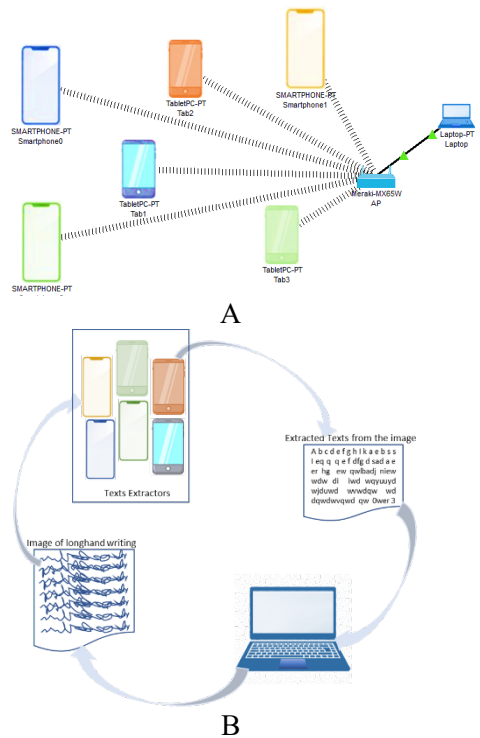 SMARTPHONE-PT
Smartphone0
TabletPC-PT
Tab2
SMARTPHONE-PT
Smartphone1
Laptop-PT
Laptop
TabletPC-PT
Tab1
Meraki-MX65W
AP
SMARTPHONE-PT
TabletPC-PT
Tab3
A
Texts Extractors
Extracted Texts from the image
A b c d e f g h I k a e b s s
l e q q q e f dfg d sad a e
er hg ew qwlbadj niew
wdw di iwd wqyuuyd
wjduwd wvwdqw wd
dqwdwvqwd qw 0wer 3
Image of longhand writing
B